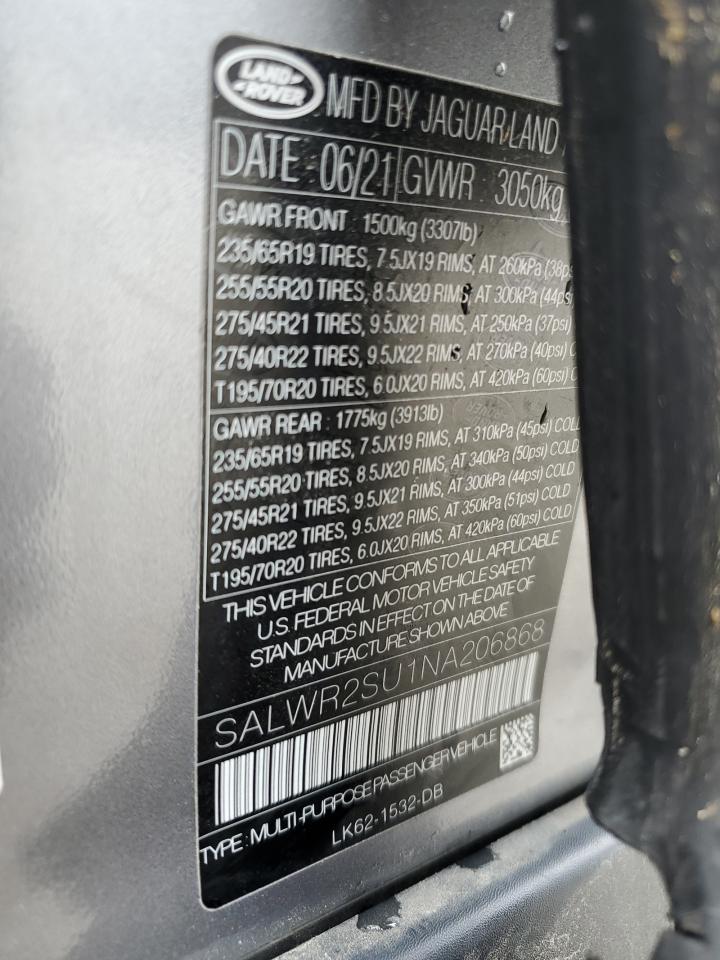 LAND
ROVER
MFD BY JAGUAR LAND
DATE 06/21 GVWR 3050kg
GAWR FRONT : 1500kg (3307lb)
235/65R19 TIRES, 7.5JX19 RIMS, AT 260kPa (38ps
255/55R20 TIRES, 8.5JX20 RIMS, AT 300kPa (44psi
275/45R21 TIRES, 9.5JX21 RIMS, AT 250kPa (37psi)
275/40R22 TIRES, 9.5JX22 RIMS, AT 270kPa (40psi) C
T195/70R20 TIRES, 6.0JX20 RIMS, AT 420kPa (60psi) C
GAWR REAR : 1775kg (3913lb)
235/65R19 TIRES, 7.5JX19 RIMS, AT 310kPa (45psi) COLD
255/55R20 TIRES, 8.5JX20 RIMS, AT 340kPa (50psi) COLD
275/45R21 TIRES, 9.5JX21 RIMS, AT 300kPa (44psi) COLD
275/40R22 TIRES, 9.5JX22 RIMS, AT 350kPa (51psi) COLD
T195/70R20 TIRES, 6.0JX20 RIMS, AT 420kPa (60psi) COLD
THIS VEHICLE CONFORMS TO ALL APPLICABLE
U.S. FEDERAL MOTOR VEHICLE SAFETY
STANDARDS IN EFFECT ON THE DATE OF
MANUFACTURE SHOWN ABOVE
SALWR2SU1NA206868
TYPE : MULTI-PURPOSE PASSENGER VEHICLE
LK62-1532-DB